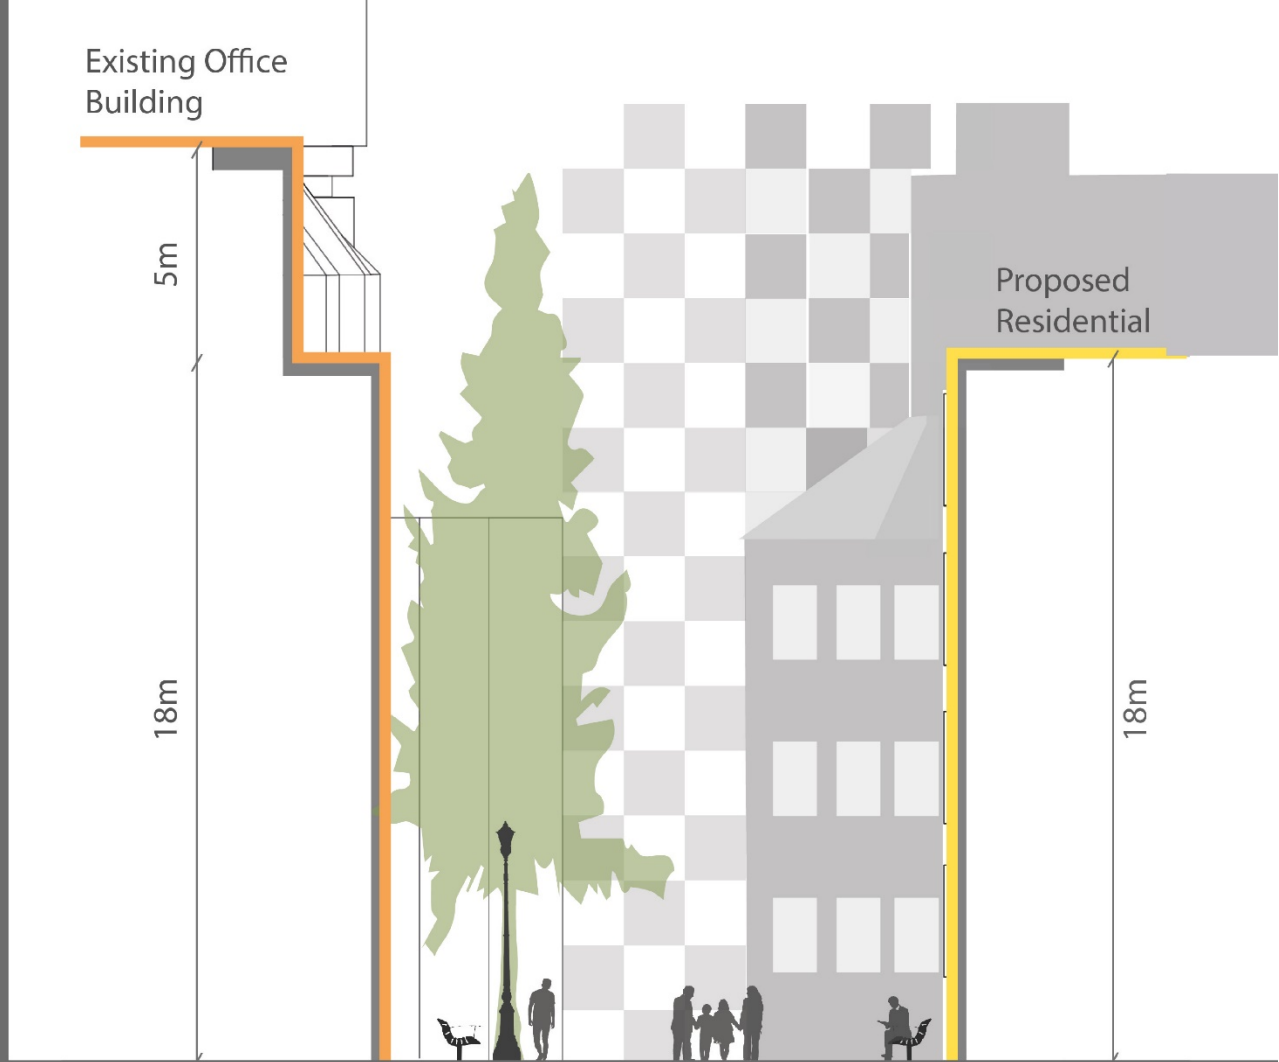 Existing Office
Building
5m
Proposed
Residential
18m
18m